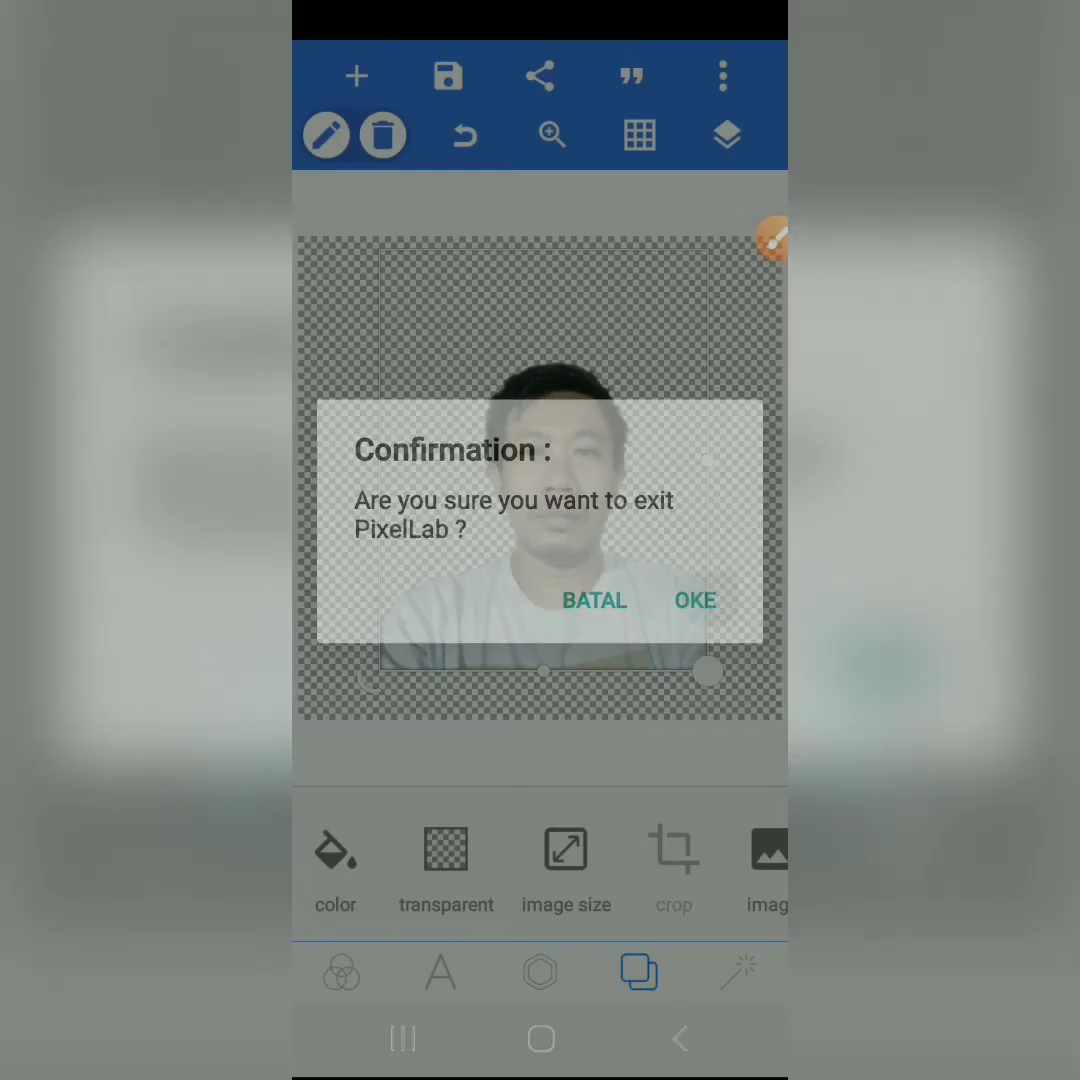 Confirmation :
Are you sure you want to exit
PixelLab ?
BATAL OKE
color transparent image size crop imag